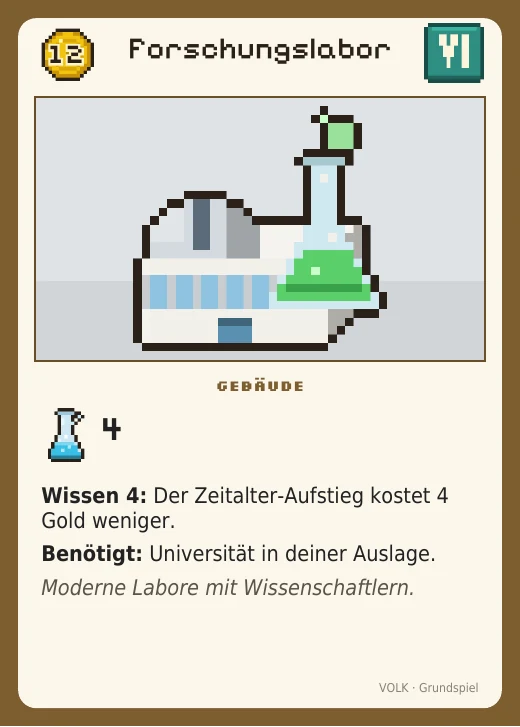 12 Forschungslabor VI
GEBÄUDE
4
Wissen 4: Der Zeitalter-Aufstieg kostet 4
Gold weniger.
Benötigt: Universität in deiner Auslage.
Moderne Labore mit Wissenschaftlern.
VOLK · Grundspiel